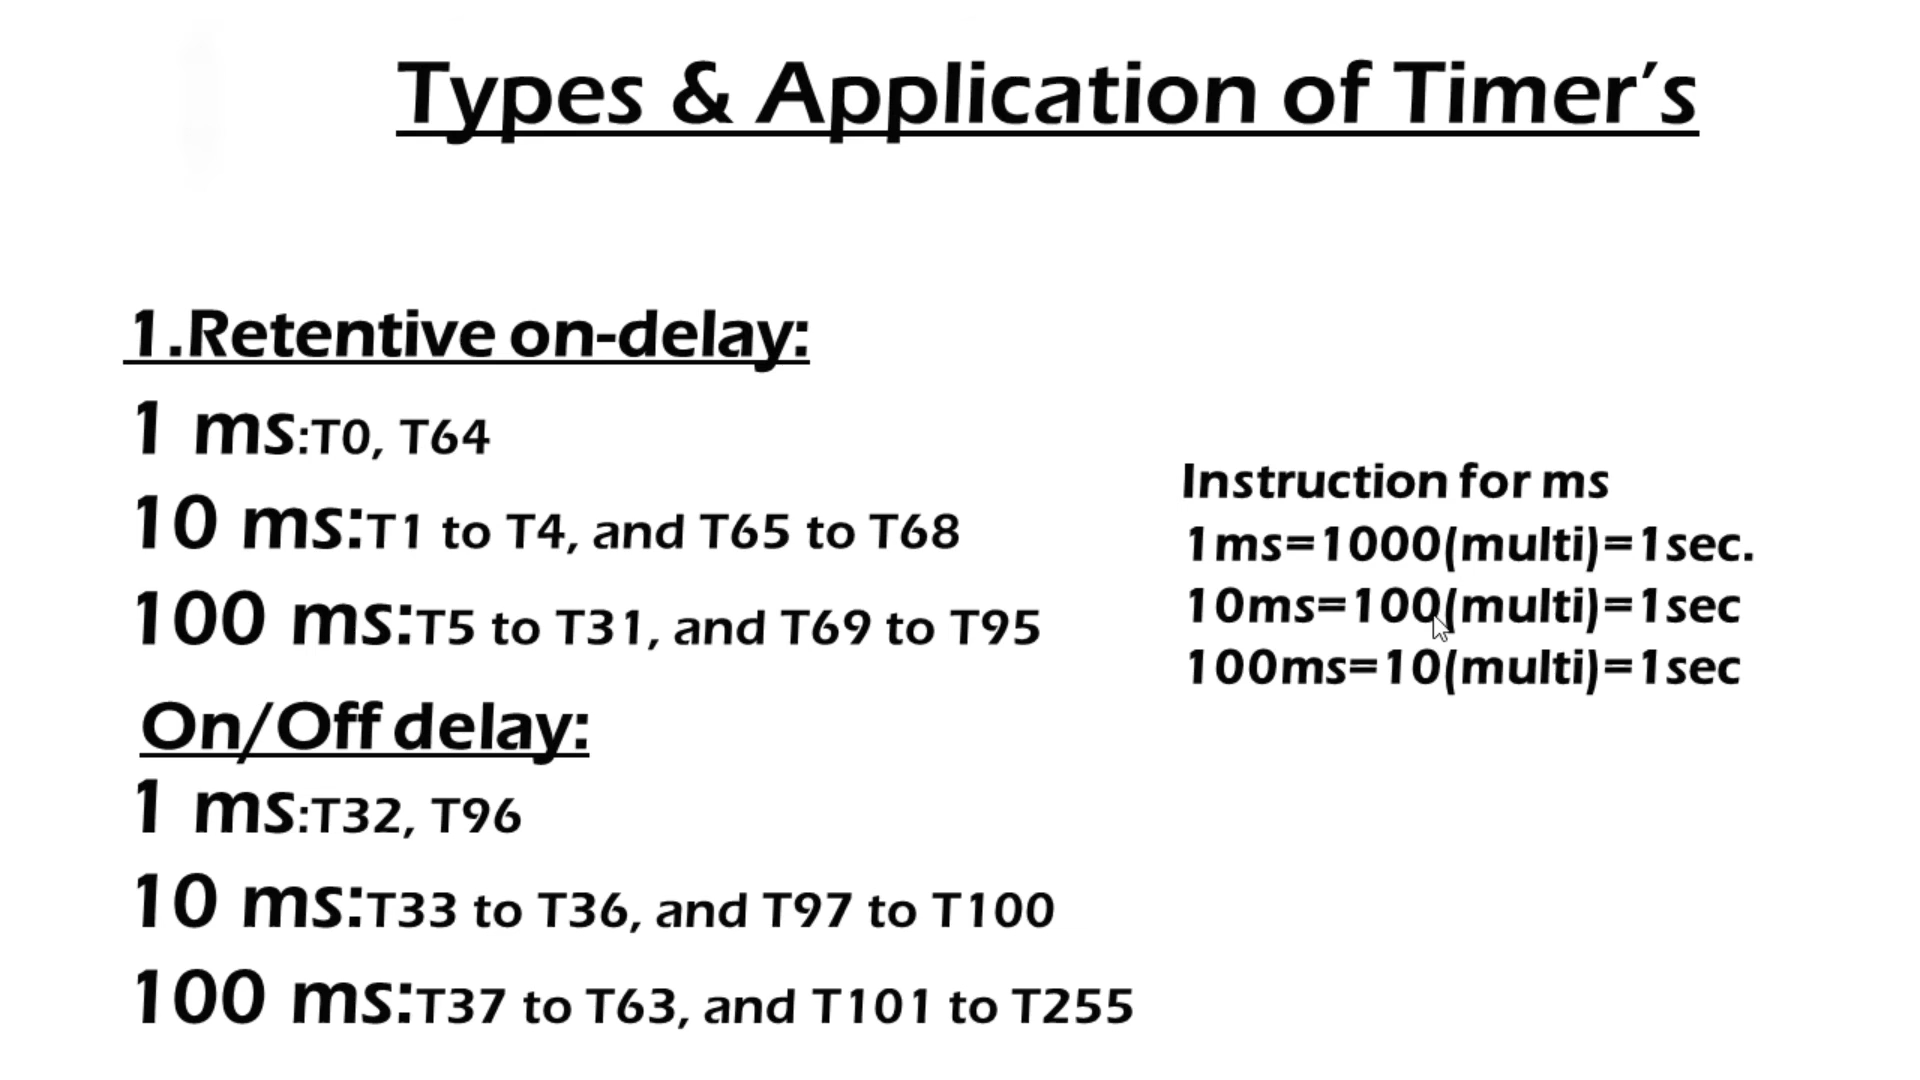 Types & Application of Timer's
1.Retentive on-delay:
1 ms:T0, T64
10 ms:T1 to T4, and T65 to T68
100 ms:T5 to T31, and T69 to T95
On/Off delay:
1 ms:T32, T96
10 ms:T33 to T36, and T97 to T100
100 ms:T37 to T63, and T101 to T255
Instruction for ms
1ms=1000(multi)=1sec.
10ms=100(multi)=1sec
100ms=10(multi)=1sec